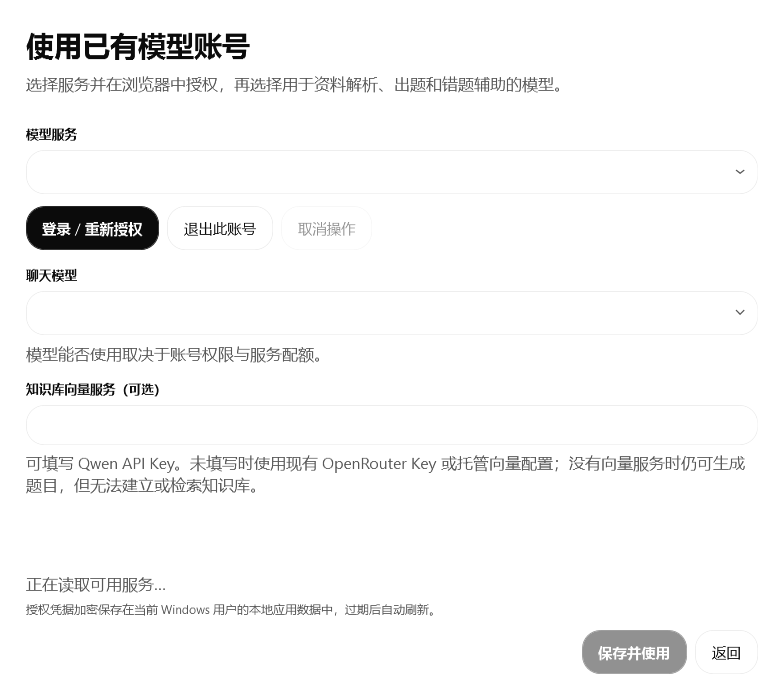 使用已有模型账号
选择服务并在浏览器中授权，再选择用于资料解析、出题和错题辅助的模型。
模型服务
登录 / 重新授权
退出此账号
取消操作
聊天模型
模型能否使用取决于账号权限与服务配额。
知识库向量服务（可选）
可填写 Qwen API Key。未填写时使用现有 OpenRouter Key 或托管向量配置；没有向量服务时仍可生成
题目，但无法建立或检索知识库。
正在读取可用服务...
授权凭据加密保存在当前 Windows 用户的本地应用数据中，过期后自动刷新。
保存并使用
返回